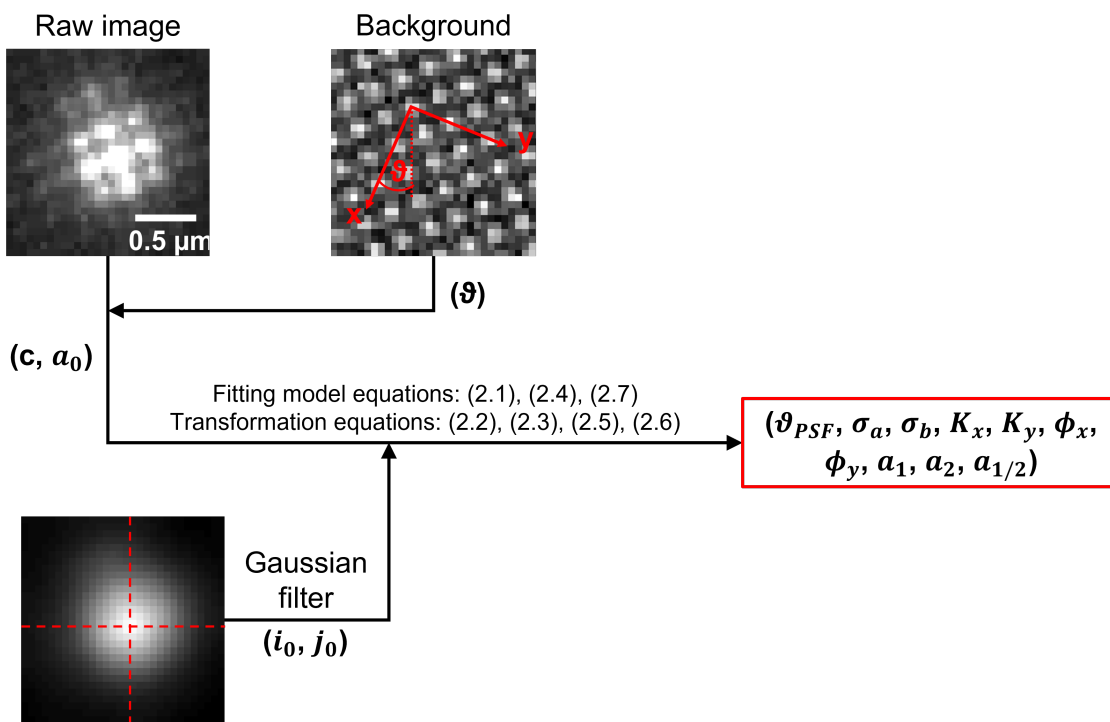 Raw image
Background
0.5 µm
y
ϑ
x
(ϑ)
(c, a₀)
Fitting model equations: (2.1), (2.4), (2.7)
Transformation equations: (2.2), (2.3), (2.5), (2.6)
(ϑ_PSF, σ_a, σ_b, K_x, K_y, ϕ_x,
ϕ_y, a₁, a₂, a_1/2)
Gaussian
filter
(i₀, j₀)